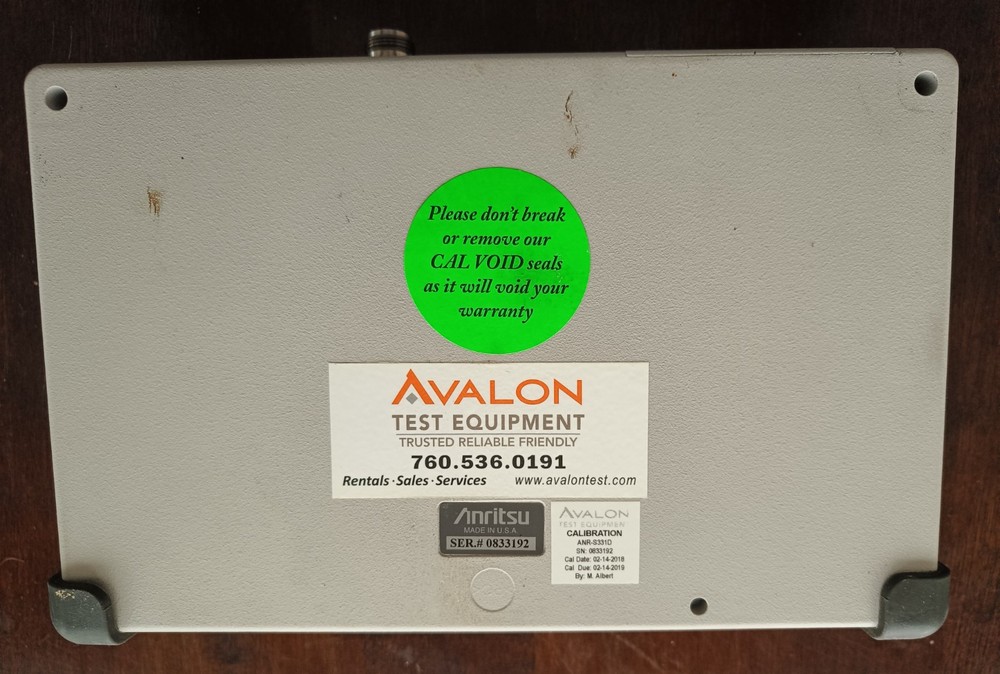 Please don't break
or remove our
CAL VOID seals
as it will void your
warranty
AVALON
TEST EQUIPMENT
TRUSTED RELIABLE FRIENDLY
760.536.0191
Rentals·Sales·Services www.avalontest.com
Anritsu
MADE IN U.S.A.
SER.# 0833192
AVALON
TEST EQUIPMEN
CALIBRATION
ANR-S331D
SN: 0833192
Cal Date: 02-14-2018
Cal Due: 02-14-2019
By: M. Albert